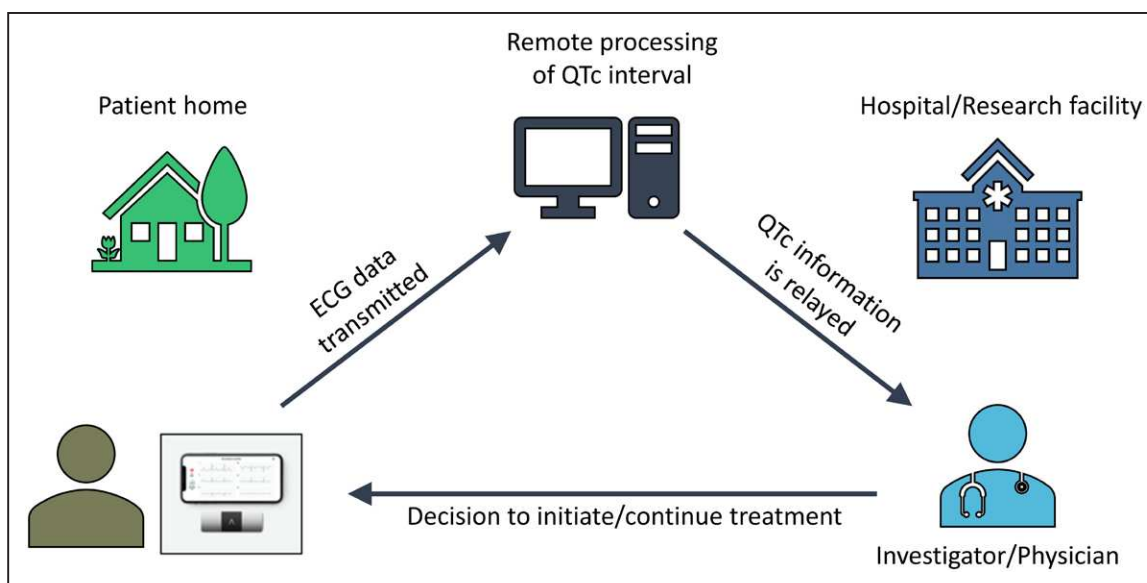 Remote processing
of QTc interval
Patient home
Hospital/Research facility
ECG data
transmitted
QTc information
is relayed
Decision to initiate/continue treatment
Investigator/Physician